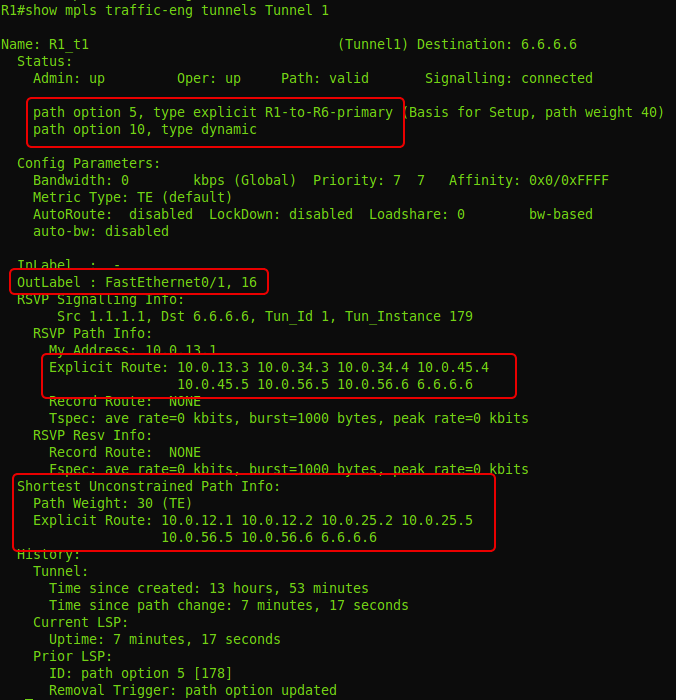 R1#show mpls traffic-eng tunnels Tunnel 1
Name: R1_t1 (Tunnel1) Destination: 6.6.6.6
Status:
Admin: up Oper: up Path: valid Signalling: connected
path option 5, type explicit R1-to-R6-primary (Basis for Setup, path weight 40)
path option 10, type dynamic
Config Parameters:
Bandwidth: 0 kbps (Global) Priority: 7 7 Affinity: 0x0/0xFFFF
Metric Type: TE (default)
AutoRoute: disabled LockDown: disabled Loadshare: 0 bw-based
auto-bw: disabled
InLabel : -
OutLabel : FastEthernet0/1, 16
RSVP Signalling Info:
Src 1.1.1.1, Dst 6.6.6.6, Tun_Id 1, Tun_Instance 179
RSVP Path Info:
My Address: 10.0.13.1
Explicit Route: 10.0.13.3 10.0.34.3 10.0.34.4 10.0.45.4
10.0.45.5 10.0.56.5 10.0.56.6 6.6.6.6
Record Route: NONE
Tspec: ave rate=0 kbits, burst=1000 bytes, peak rate=0 kbits
RSVP Resv Info:
Record Route: NONE
Fspec: ave rate=0 kbits, burst=1000 bytes, peak rate=0 kbits
Shortest Unconstrained Path Info:
Path Weight: 30 (TE)
Explicit Route: 10.0.12.1 10.0.12.2 10.0.25.2 10.0.25.5
10.0.56.5 10.0.56.6 6.6.6.6
History:
Tunnel:
Time since created: 13 hours, 53 minutes
Time since path change: 7 minutes, 17 seconds
Current LSP:
Uptime: 7 minutes, 17 seconds
Prior LSP:
ID: path option 5 [178]
Removal Trigger: path option updated